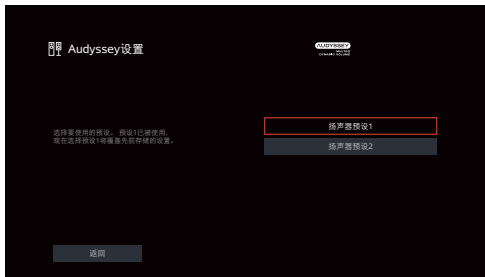 Audyssey设置
AUDYSSEY
选择要使用的预设。 预设1已被使用,
现在选择预设1将覆盖先前存储的设置。
扬声器预设1
扬声器预设2
返回